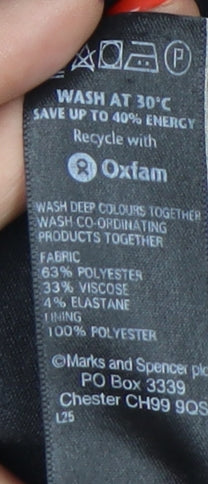 P
WASH AT 30°C
SAVE UP TO 40% ENERGY
Recycle with
Oxfam
WASH DEEP COLOURS TOGETHER
WASH CO-ORDINATING
PRODUCTS TOGETHER
FABRIC
63% POLYESTER
33% VISCOSE
4% ELASTANE
LINING
100% POLYESTER
©Marks and Spencer plc
PO Box 3339
Chester CH99 9QS
L25